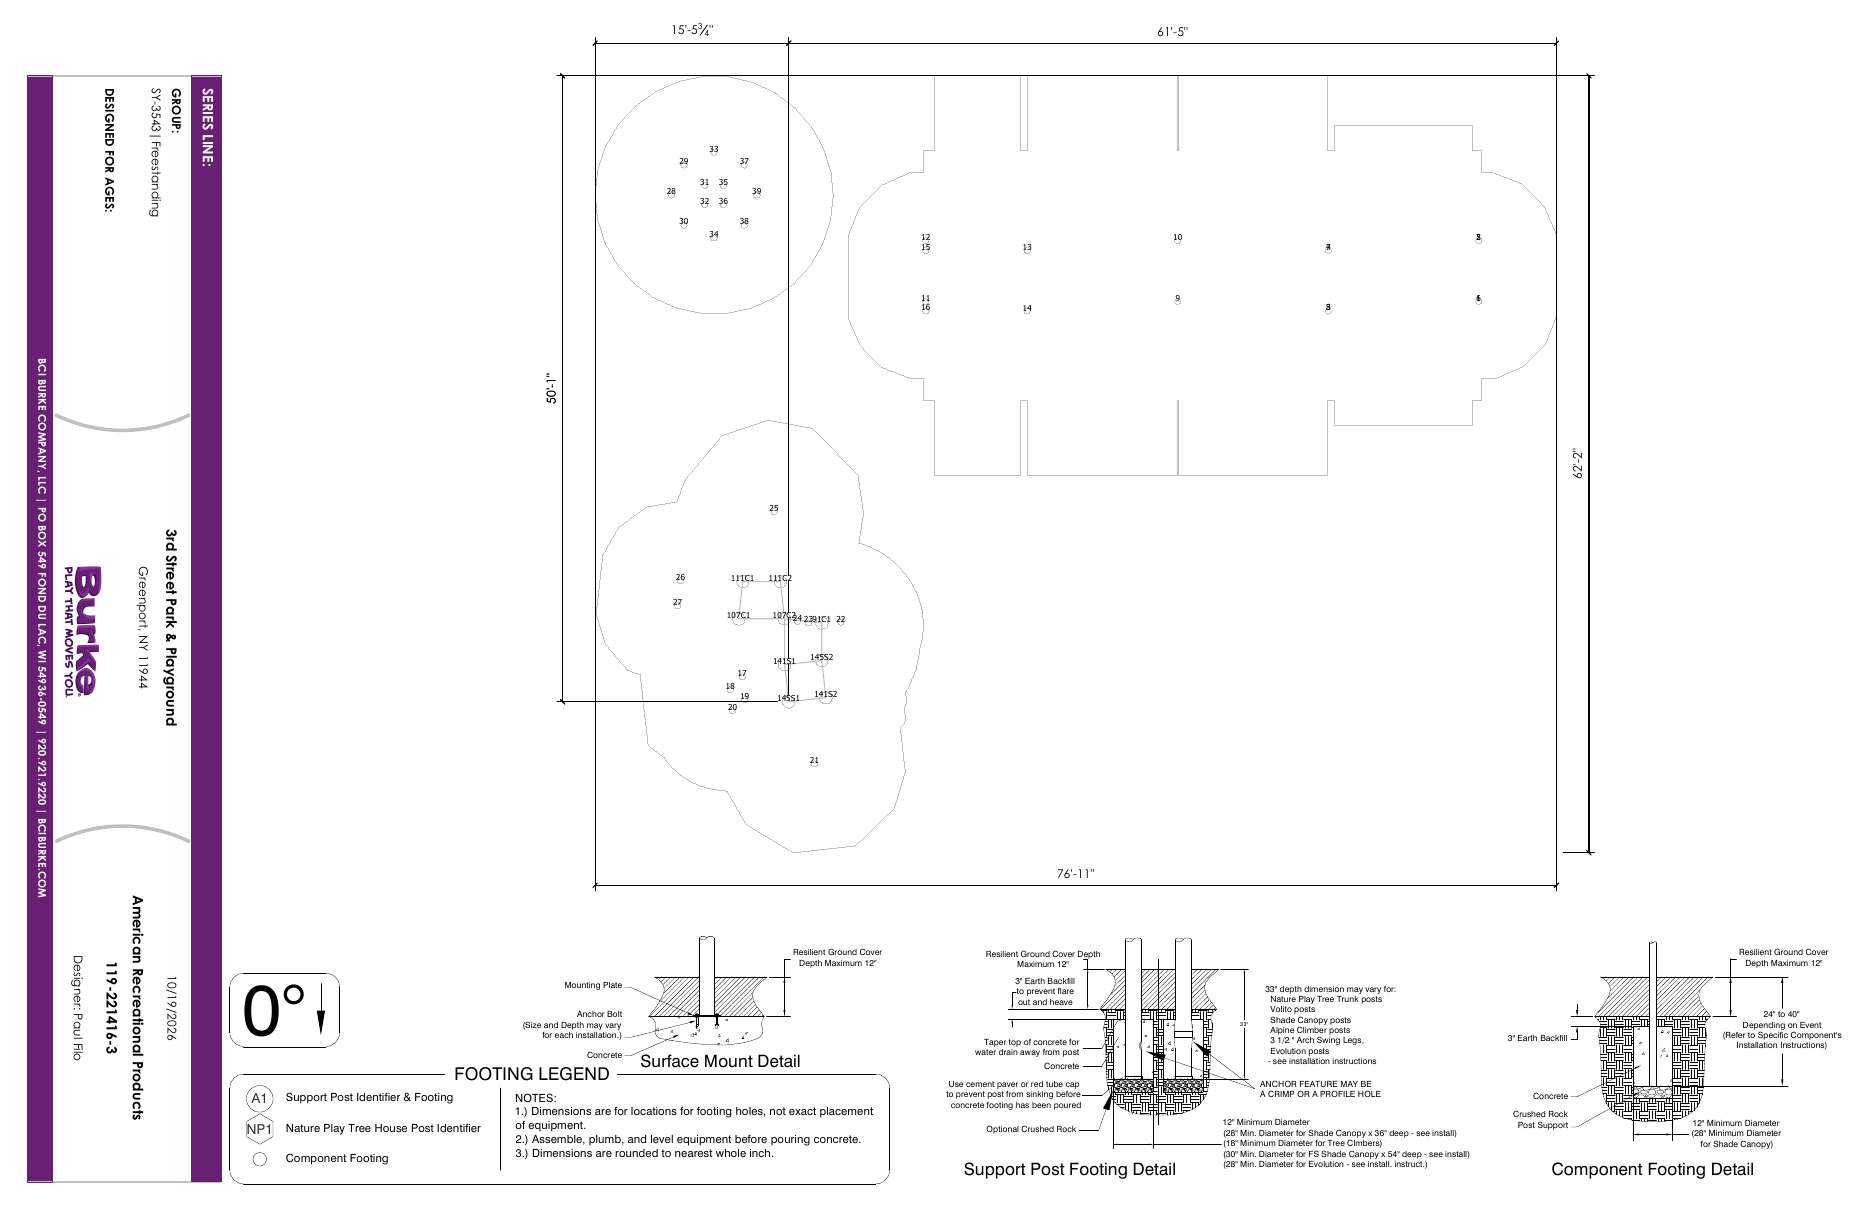 SERIES LINE:
GROUP:
SY-3543 | Freestanding
DESIGNED FOR AGES:
3rd Street Park & Playground
Greenport, NY 11944
Burke
PLAY THAT MOVES YOU.
BCI BURKE COMPANY, LLC | PO BOX 549 FOND DU LAC, WI 54936-0549 | 920.921.9220 | BCIBURKE.COM
10/19/2026
American Recreational Products
119-221416-3
Designer: Paul Filo
15'-5¾"
61'-5"
50'-1"
62'-2"
76'-11"
33
29
37
31
35
28
39
32
36
30
38
34
12
15
13
10
11
16
14
9
25
26
27
111C1
111C2
107C1
107C2
24
23
91C1
22
141S1
145S2
17
18
19
20
145S1
141S2
21
0°
Resilient Ground Cover
Depth Maximum 12"
Mounting Plate
Anchor Bolt
(Size and Depth may vary
for each installation.)
Concrete
Surface Mount Detail
FOOTING LEGEND
A1
Support Post Identifier & Footing
NP1
Nature Play Tree House Post Identifier
Component Footing
NOTES:
1.) Dimensions are for locations for footing holes, not exact placement
of equipment.
2.) Assemble, plumb, and level equipment before pouring concrete.
3.) Dimensions are rounded to nearest whole inch.
Resilient Ground Cover Depth
Maximum 12"
3" Earth Backfill
to prevent flare
out and heave
Taper top of concrete for
water drain away from post
Concrete
Use cement paver or red tube cap
to prevent post from sinking before
concrete footing has been poured
Optional Crushed Rock
33"
33" depth dimension may vary for:
Nature Play Tree Trunk posts
Volito posts
Shade Canopy posts
Alpine Climber posts
3 1/2 " Arch Swing Legs.
Evolution posts
- see installation instructions
ANCHOR FEATURE MAY BE
A CRIMP OR A PROFILE HOLE
12" Minimum Diameter
(28" Min. Diameter for Shade Canopy x 36" deep - see install)
(18" Minimum Diameter for Tree Clmbers)
(30" Min. Diameter for FS Shade Canopy x 54" deep - see install)
(28" Min. Diameter for Evolution - see install. instruct.)
Support Post Footing Detail
Resilient Ground Cover
Depth Maximum 12"
24" to 40"
Depending on Event
(Refer to Specific Component's
Installation Instructions)
3" Earth Backfill
Concrete
Crushed Rock
Post Support
12" Minimum Diameter
(28" Minimum Diameter
for Shade Canopy)
Component Footing Detail